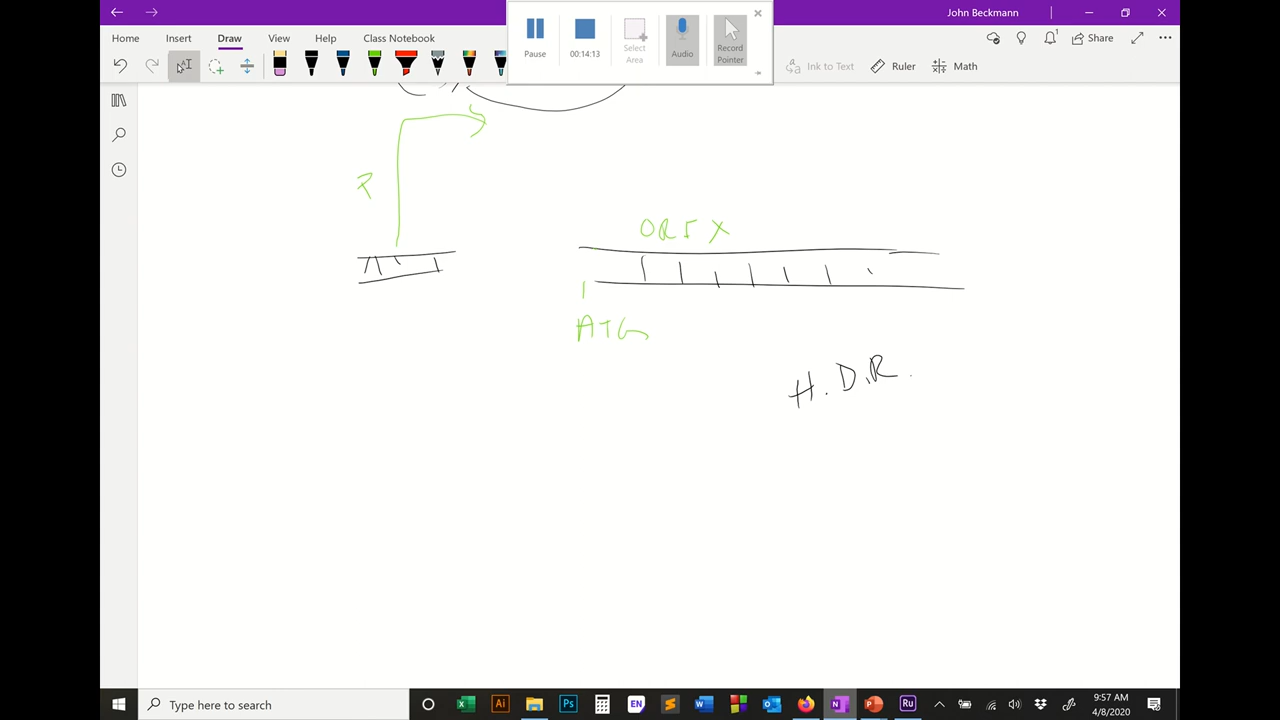 John Beckmann
Home Insert Draw View Help Class Notebook
Pause 00:14:13 Select Area Audio Record Pointer
1 Share
Ink to Text Ruler Math
P
ORF X
ATG
H.D.R.
Type here to search
9:57 AM
4/8/2020